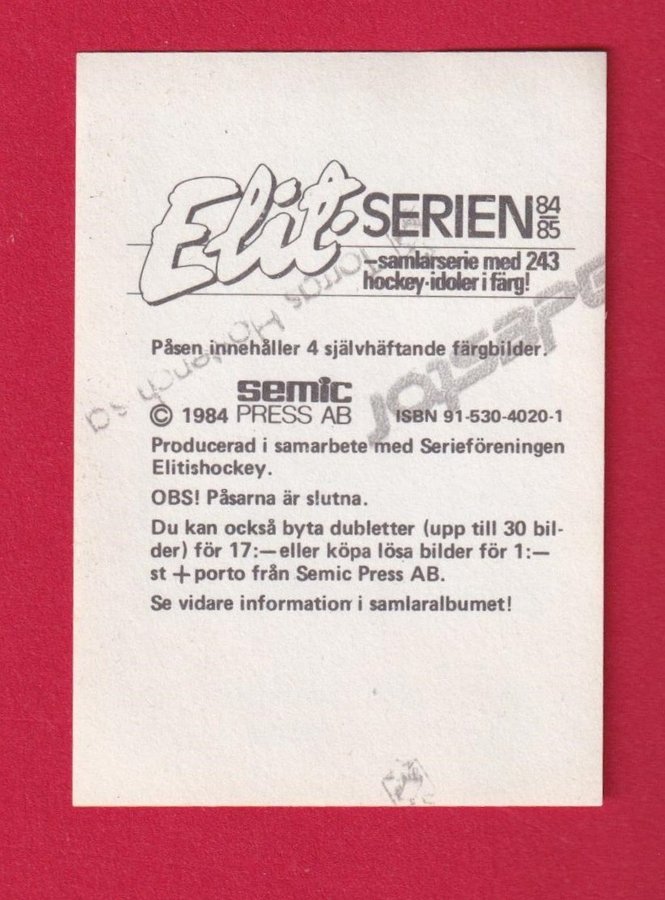 Elit-SERIEN 84/85
–samlarserie med 243
hockey-idoler i färg!
Påsen innehåller 4 självhäftande färgbilder.
semic
© 1984 PRESS AB ISBN 91-530-4020-1
Producerad i samarbete med Serieföreningen
Elitishockey.
OBS! Påsarna är slutna.
Du kan också byta dubletter (upp till 30 bil-
der) för 17:— eller köpa lösa bilder för 1:—
st + porto från Semic Press AB.
Se vidare information i samlaralbumet!